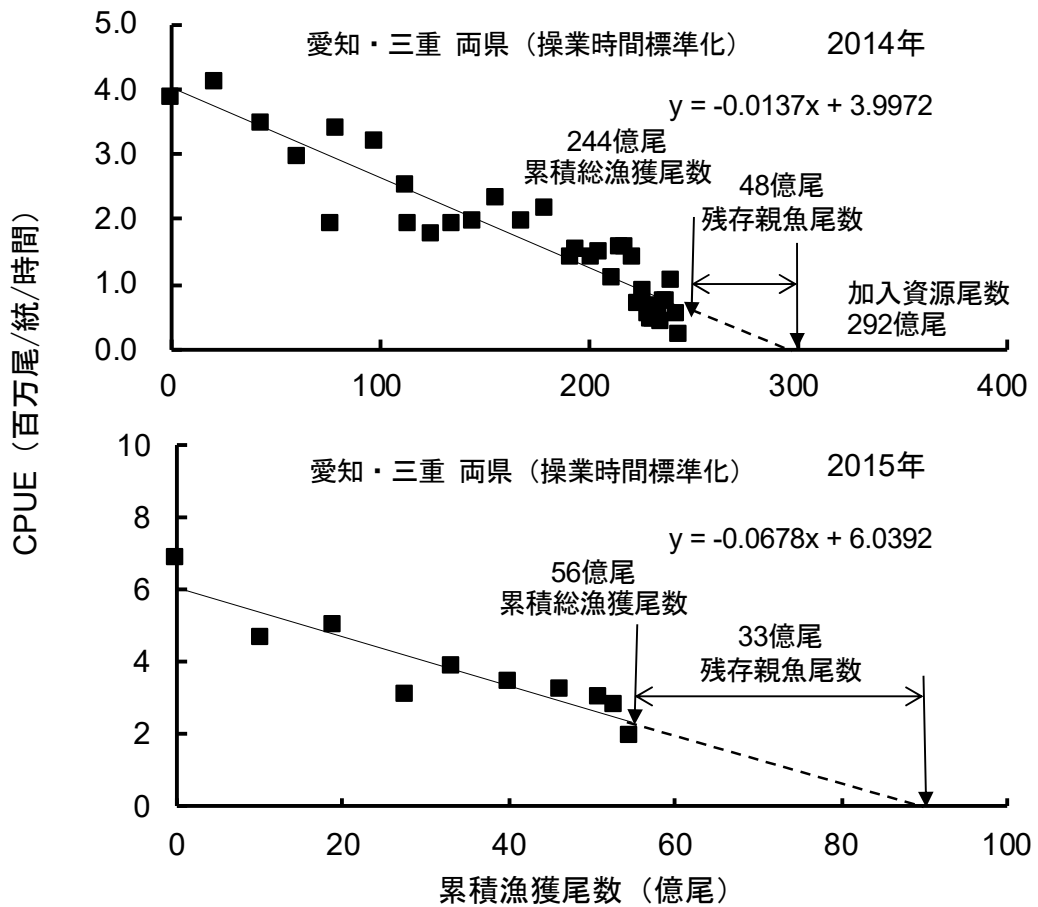 CPUE（百万尾/統/時間）
5.0
4.0
3.0
2.0
1.0
0.0
愛知・三重 両県（操業時間標準化）
2014年
y = -0.0137x + 3.9972
244億尾
累積総漁獲尾数
48億尾
残存親魚尾数
加入資源尾数
292億尾
0
100
200
300
400
10
8
6
4
2
0
愛知・三重 両県（操業時間標準化）
2015年
y = -0.0678x + 6.0392
56億尾
累積総漁獲尾数
33億尾
残存親魚尾数
0
20
40
60
80
100
累積漁獲尾数（億尾）